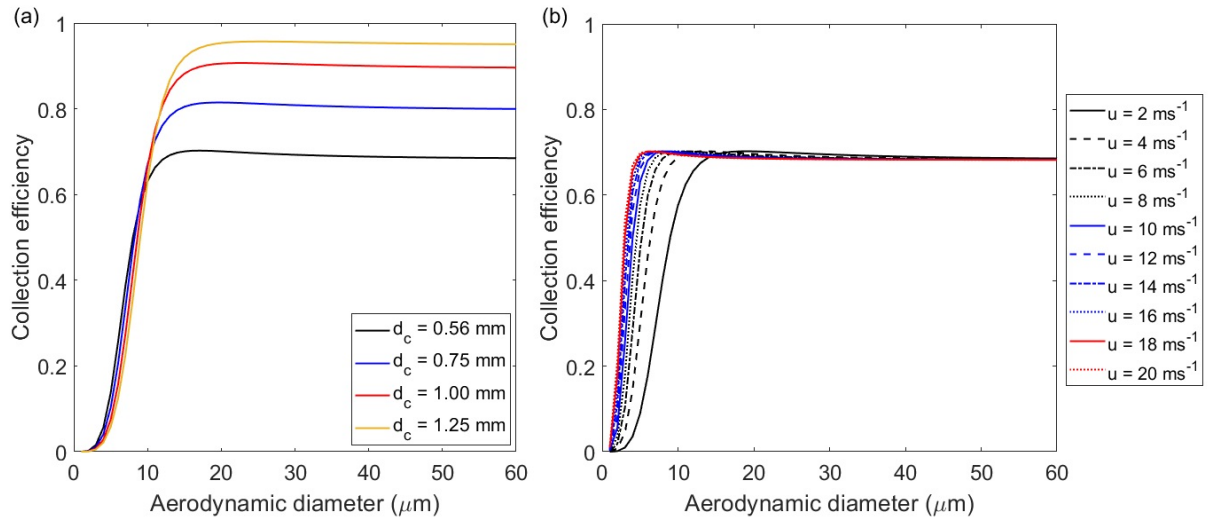 (a)
Collection efficiency
1
0.8
0.6
0.4
0.2
0
0 10 20 30 40 50 60
Aerodynamic diameter (μm)
d_c = 0.56 mm
d_c = 0.75 mm
d_c = 1.00 mm
d_c = 1.25 mm
(b)
Collection efficiency
1
0.8
0.6
0.4
0.2
0
0 10 20 30 40 50 60
Aerodynamic diameter (μm)
u = 2 ms⁻¹
u = 4 ms⁻¹
u = 6 ms⁻¹
u = 8 ms⁻¹
u = 10 ms⁻¹
u = 12 ms⁻¹
u = 14 ms⁻¹
u = 16 ms⁻¹
u = 18 ms⁻¹
u = 20 ms⁻¹